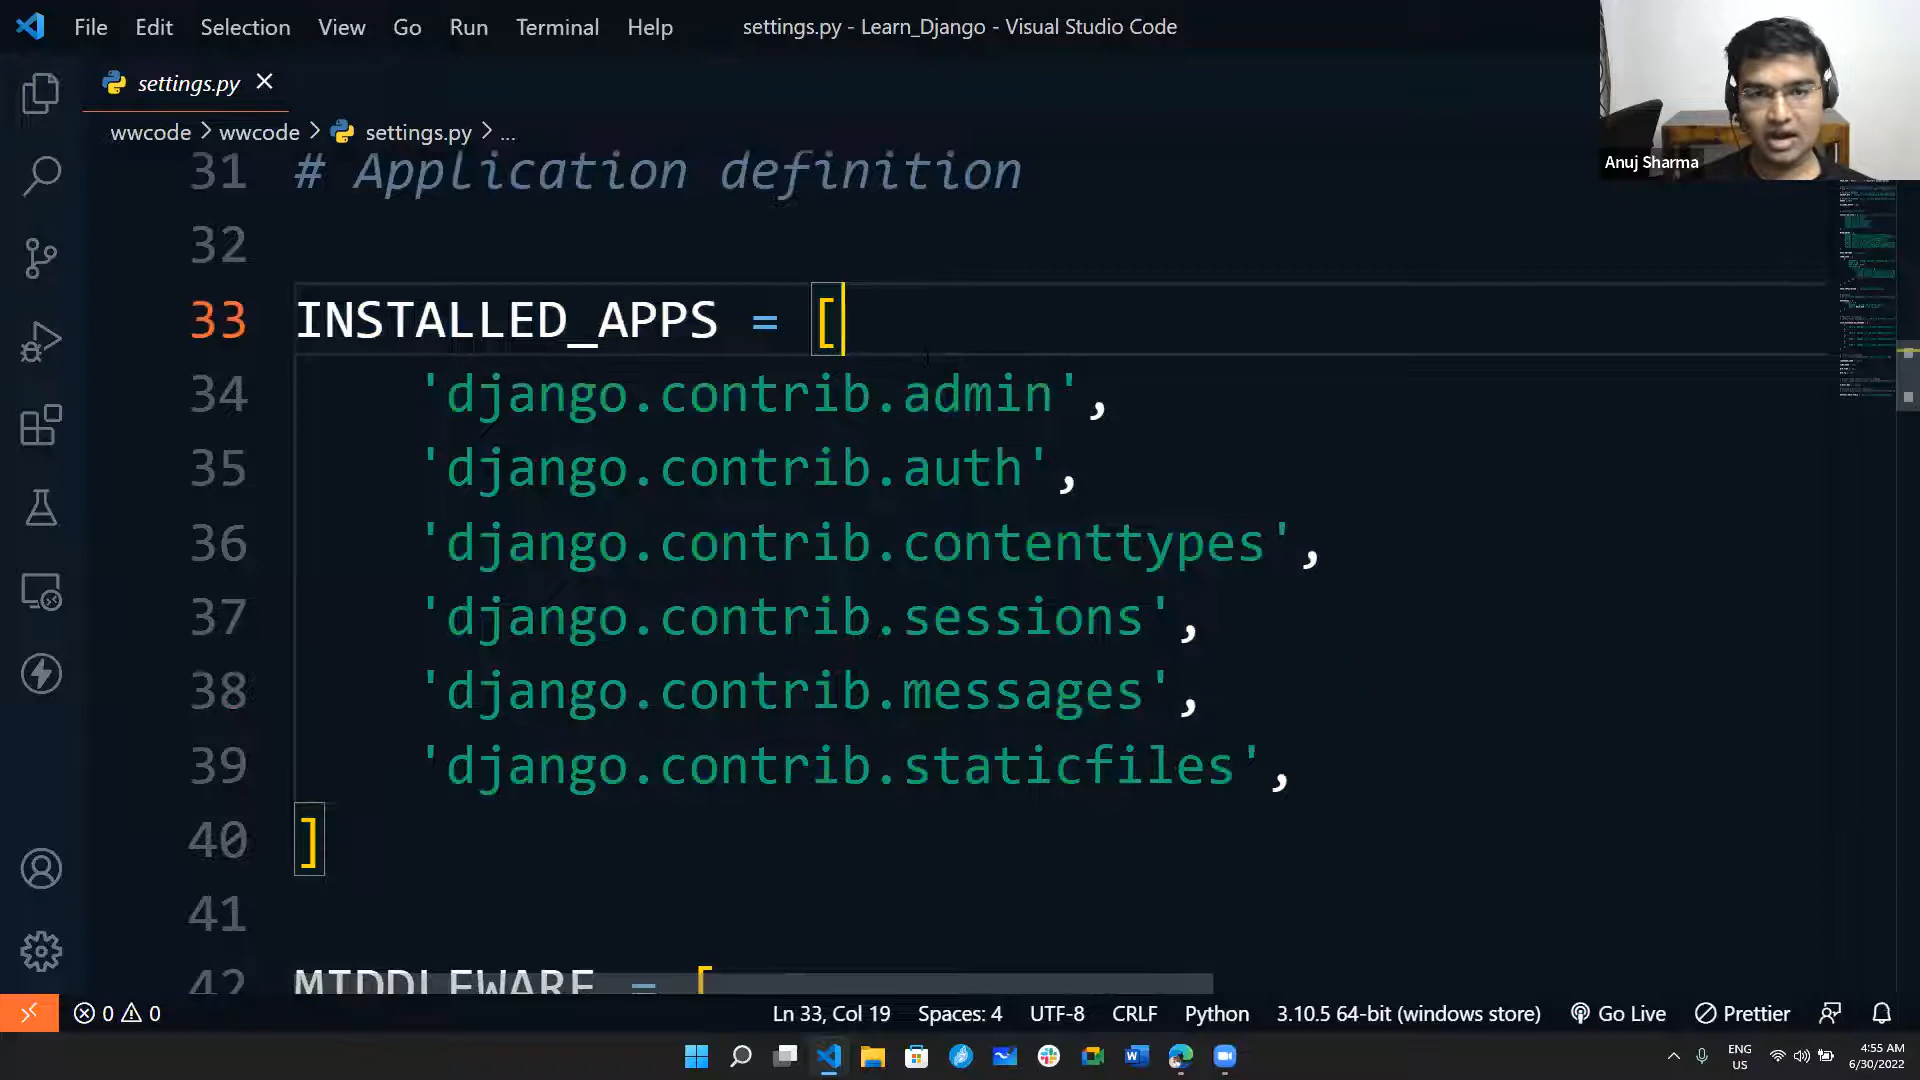 File Edit Selection View Go Run Terminal Help settings.py - Learn_Django - Visual Studio Code
settings.py
wwcode > wwcode > settings.py > ...
Anuj Sharma
31 # Application definition
32
33 INSTALLED_APPS = [
34 'django.contrib.admin',
35 'django.contrib.auth',
36 'django.contrib.contenttypes',
37 'django.contrib.sessions',
38 'django.contrib.messages',
39 'django.contrib.staticfiles',
40 ]
41
42 MIDDLEWARE = [
0 0 Ln 33, Col 19 Spaces: 4 UTF-8 CRLF Python 3.10.5 64-bit (windows store) Go Live Prettier
ENG US 4:55 AM 6/30/2022